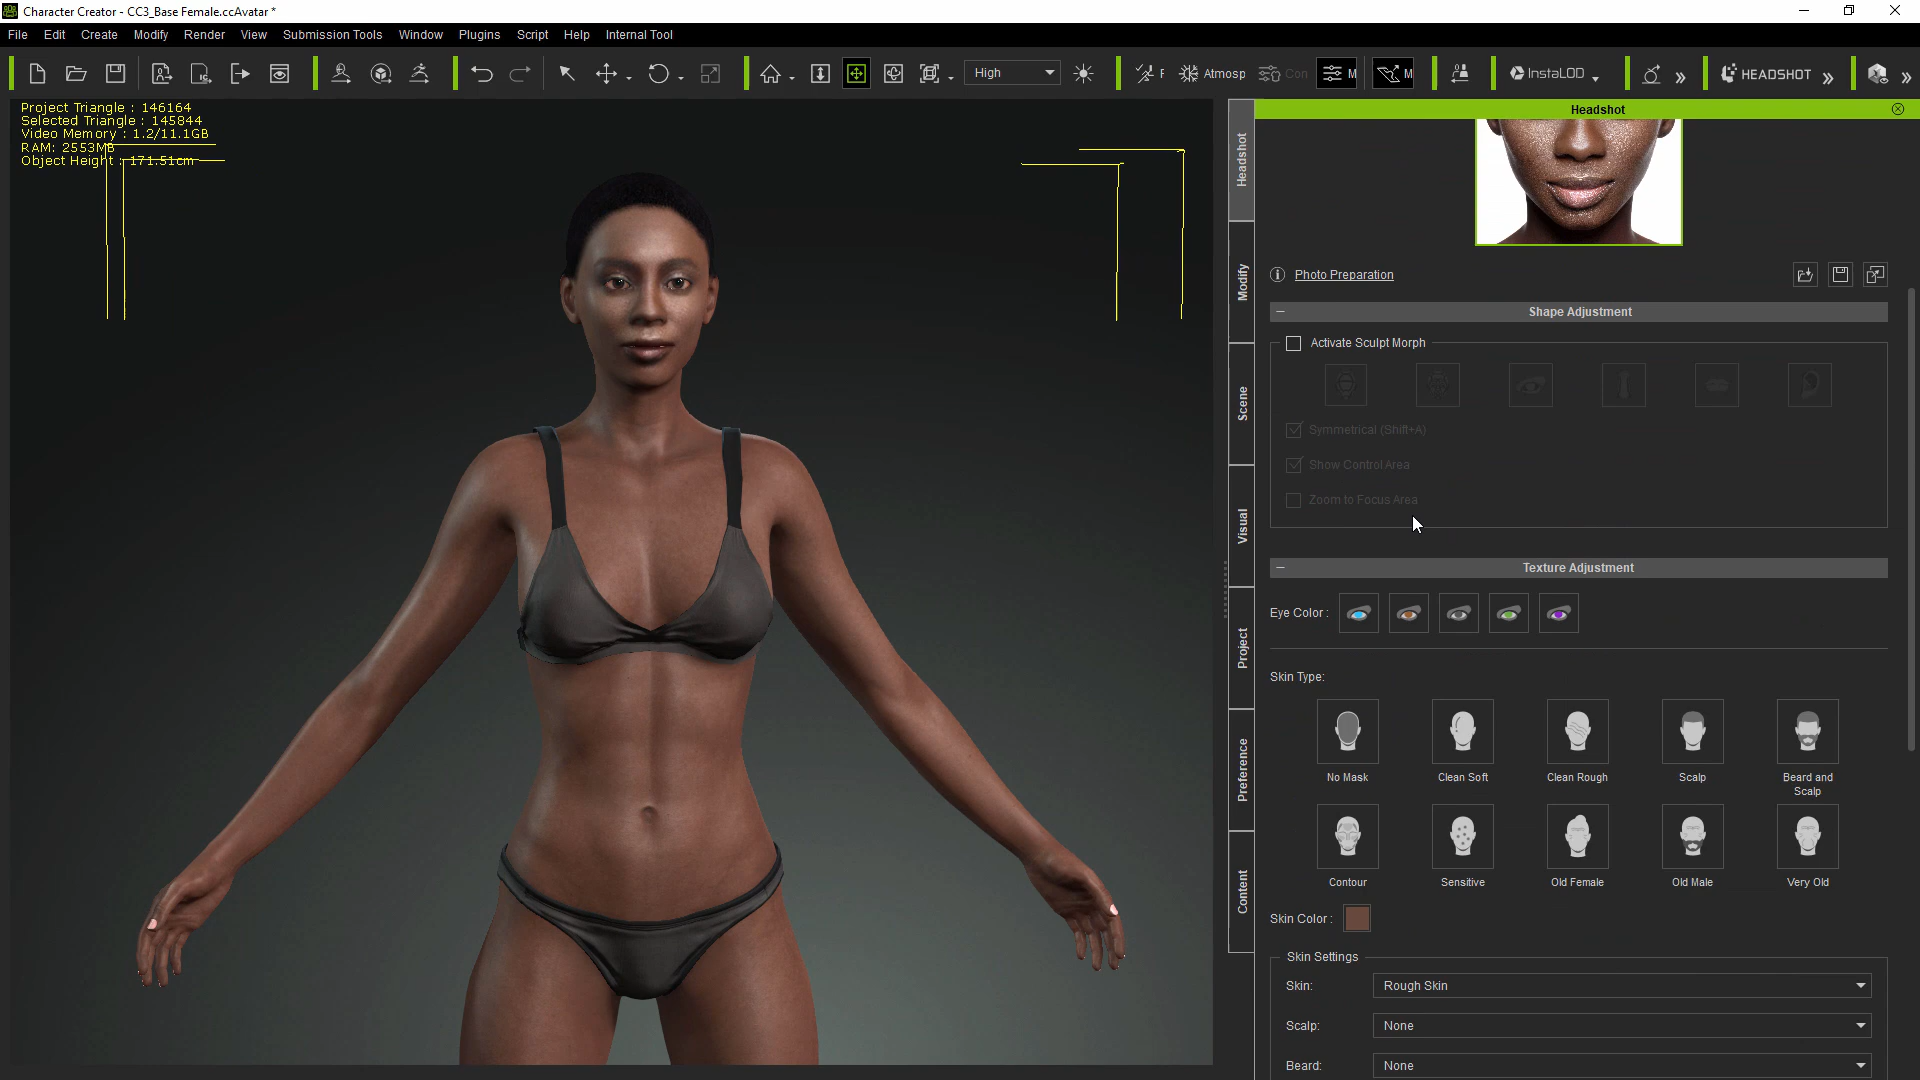 Character Creator - CC3_Base Female.ccAvatar *
File Edit Create Modify Render View Submission Tools Window Plugins Script Help Internal Tool
High F Atmosp Con M M InstaLOD HEADSHOT
Project Triangle : 146164
Selected Triangle : 145844
Video Memory : 1.2/11.1GB
RAM: 2553MB
Object Height : 171.51cm
Headshot
Modify
Scene
Visual
Project
Preference
Content
Headshot
Photo Preparation
Shape Adjustment
Activate Sculpt Morph
Symmetrical (Shift+A)
Show Control Area
Zoom to Focus Area
Texture Adjustment
Eye Color :
Skin Type:
No Mask Clean Soft Clean Rough Scalp Beard and
Scalp
Contour Sensitive Old Female Old Male Very Old
Skin Color :
Skin Settings
Skin: Rough Skin
Scalp: None
Beard: None